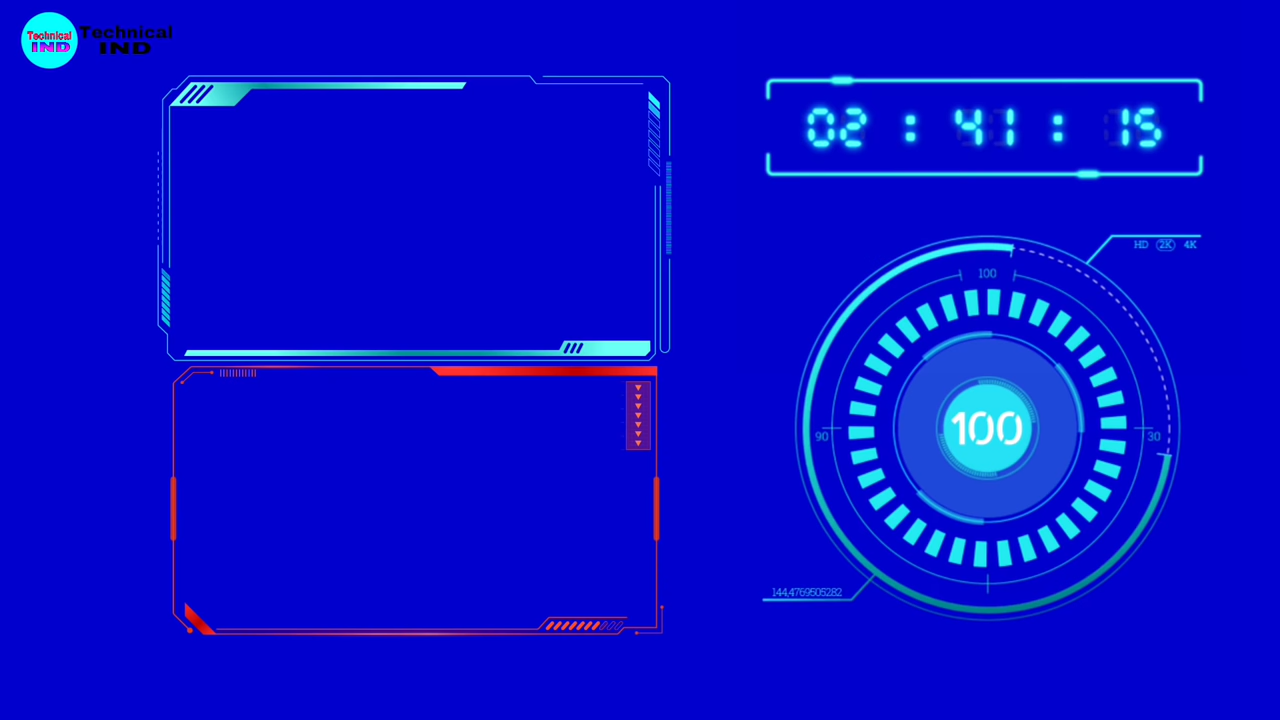 Technical
IND
Technical
IND
02 : 41 : 15
HD 2K 4K
100
90
30
100
144,4769505282